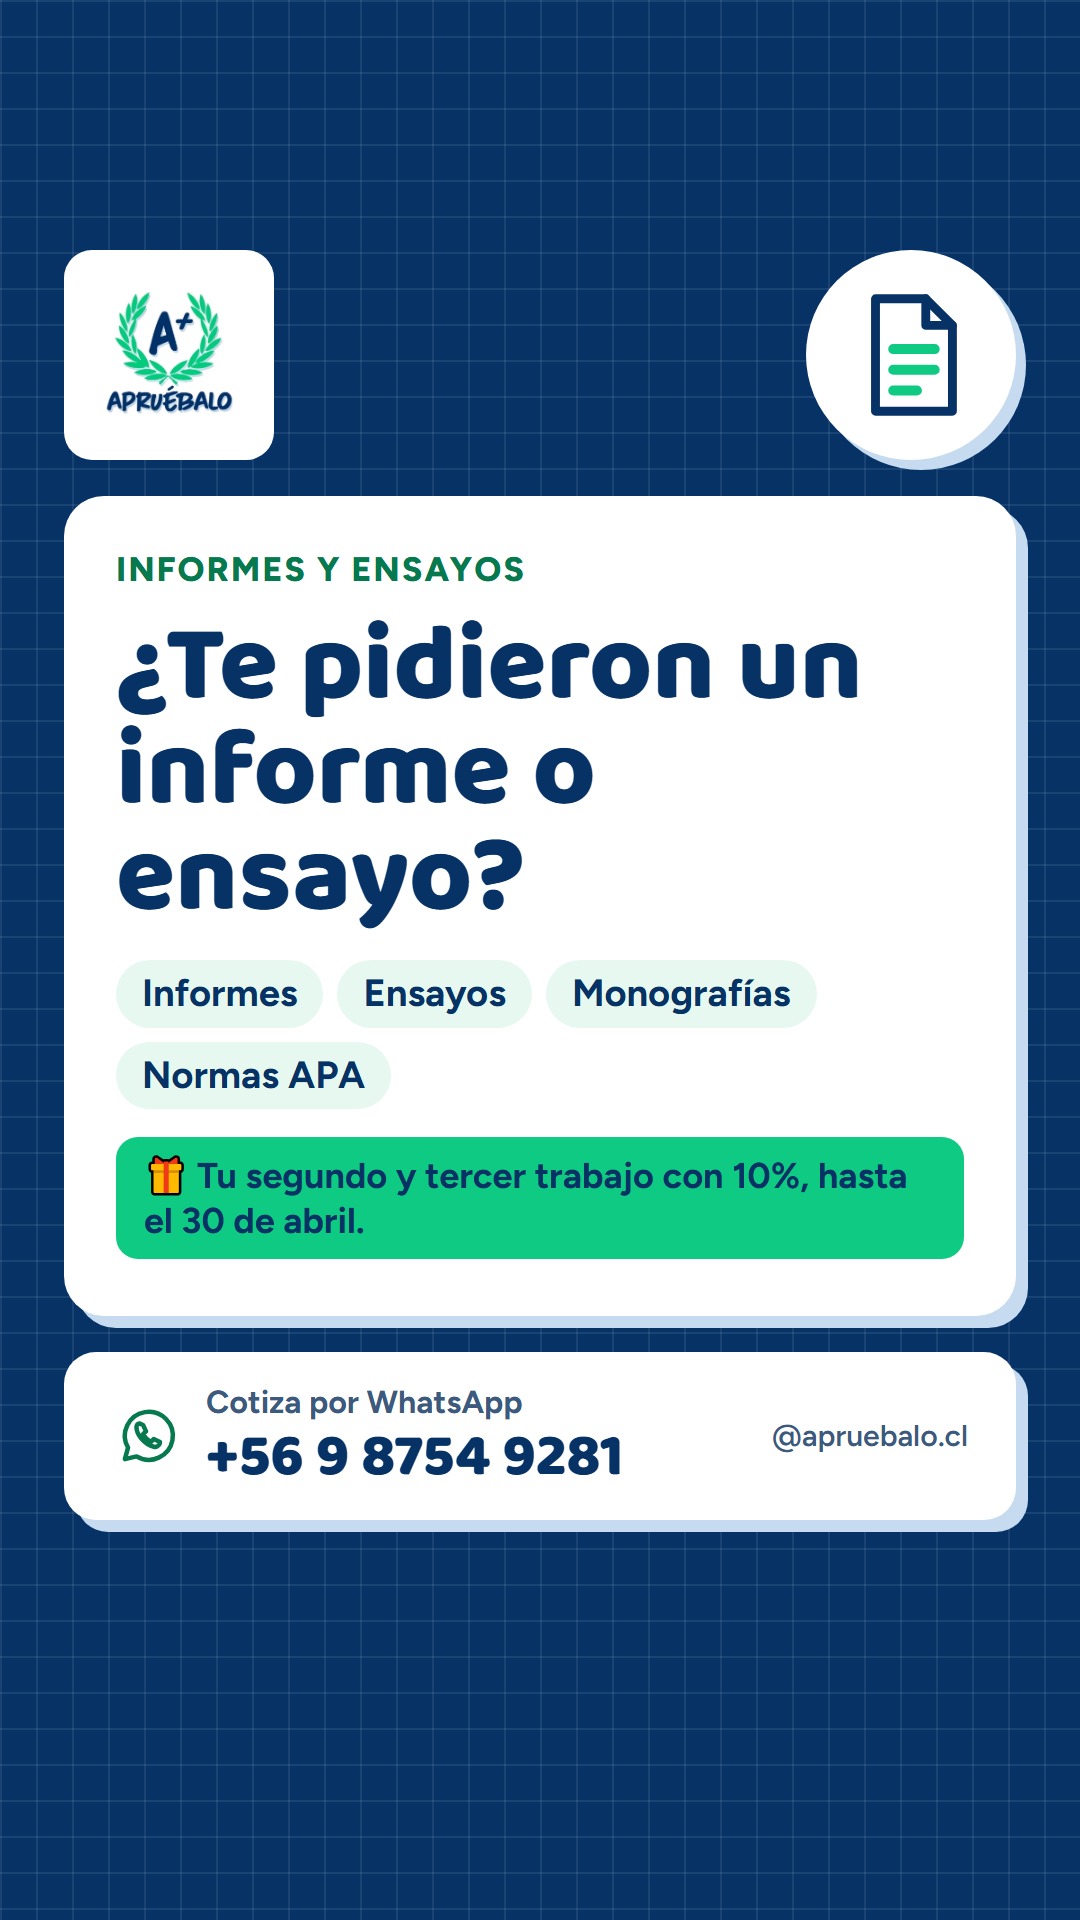 A+
APRUÉBALO
INFORMES Y ENSAYOS
¿Te pidieron un
informe o
ensayo?
Informes
Ensayos
Monografías
Normas APA
🎁 Tu segundo y tercer trabajo con 10%, hasta
el 30 de abril.
Cotiza por WhatsApp
+56 9 8754 9281
@apruebalo.cl